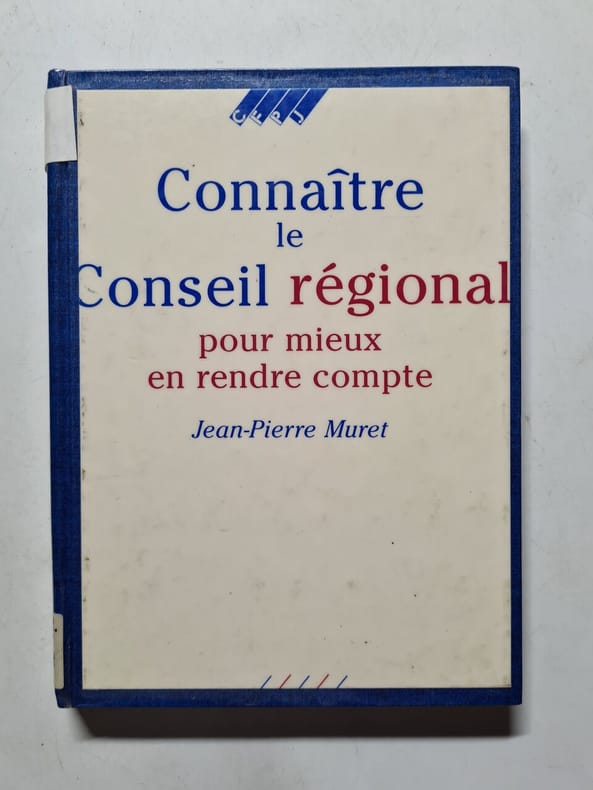 CFPJ
Connaître
le
Conseil régional
pour mieux
en rendre compte
Jean-Pierre Muret